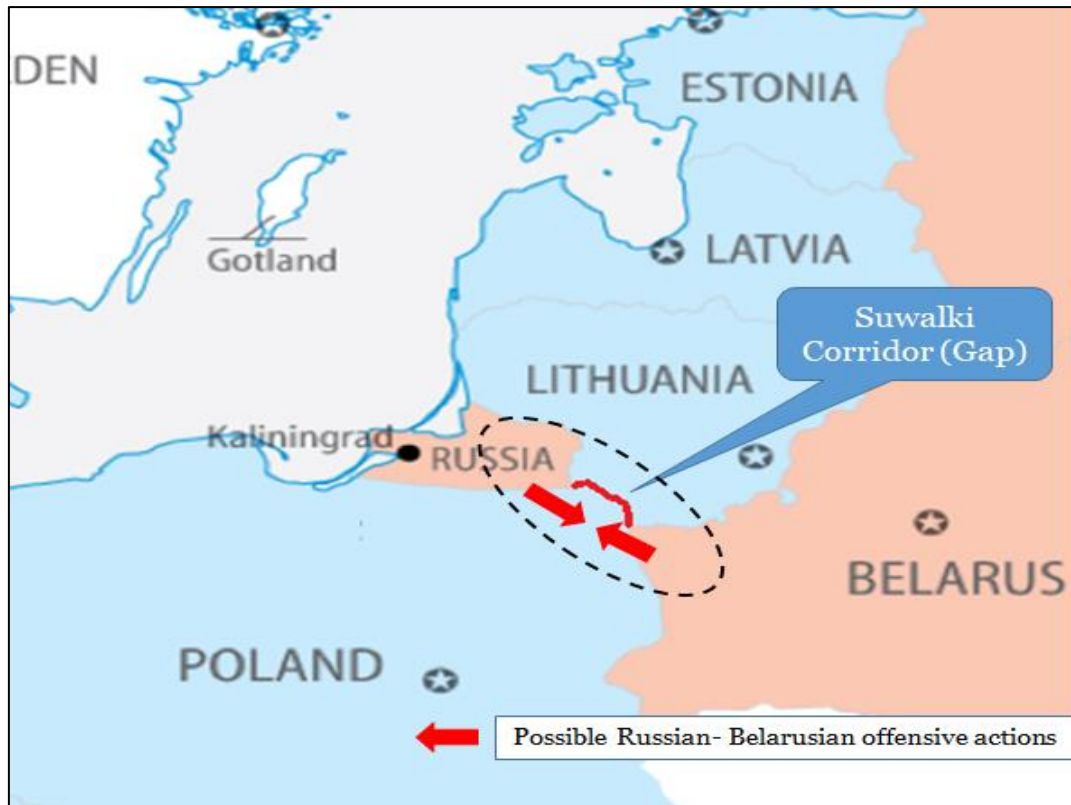 DEN
ESTONIA
Gotland
LATVIA
Suwalki
Corridor (Gap)
LITHUANIA
Kaliningrad
RUSSIA
BELARUS
POLAND
Possible Russian- Belarusian offensive actions